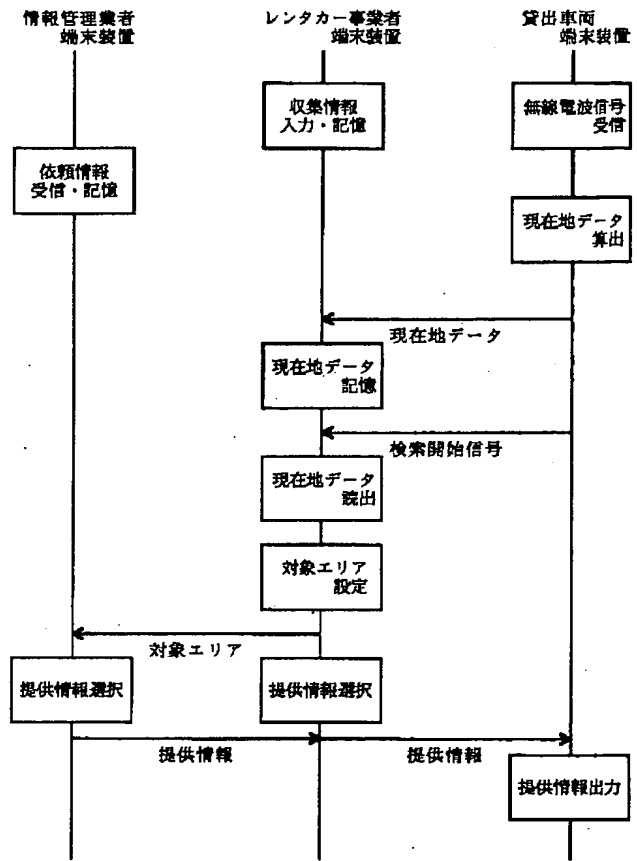 情報管理業者
端末装置
レンタカー事業者
端末装置
貸出車両
端末装置
収集情報
入力・記憶
無線電波信号
受信
依頼情報
受信・記憶
現在地データ
算出
現在地データ
現在地データ
記憶
検索開始信号
現在地データ
読出
対象エリア
設定
対象エリア
提供情報選択
提供情報選択
提供情報
提供情報
提供情報出力